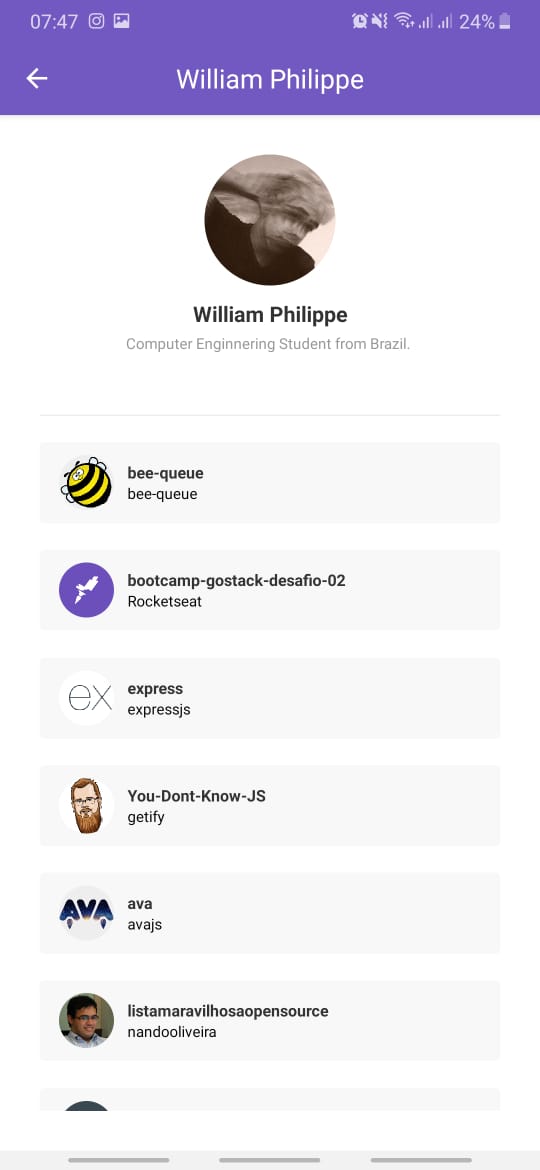 07:47 24%
William Philippe
William Philippe
Computer Enginnering Student from Brazil.
bee-queue
bee-queue
bootcamp-gostack-desafio-02
Rocketseat
ex express
expressjs
You-Dont-Know-JS
getify
AVA ava
avajs
listamaravilhosaopensource
nandooliveira